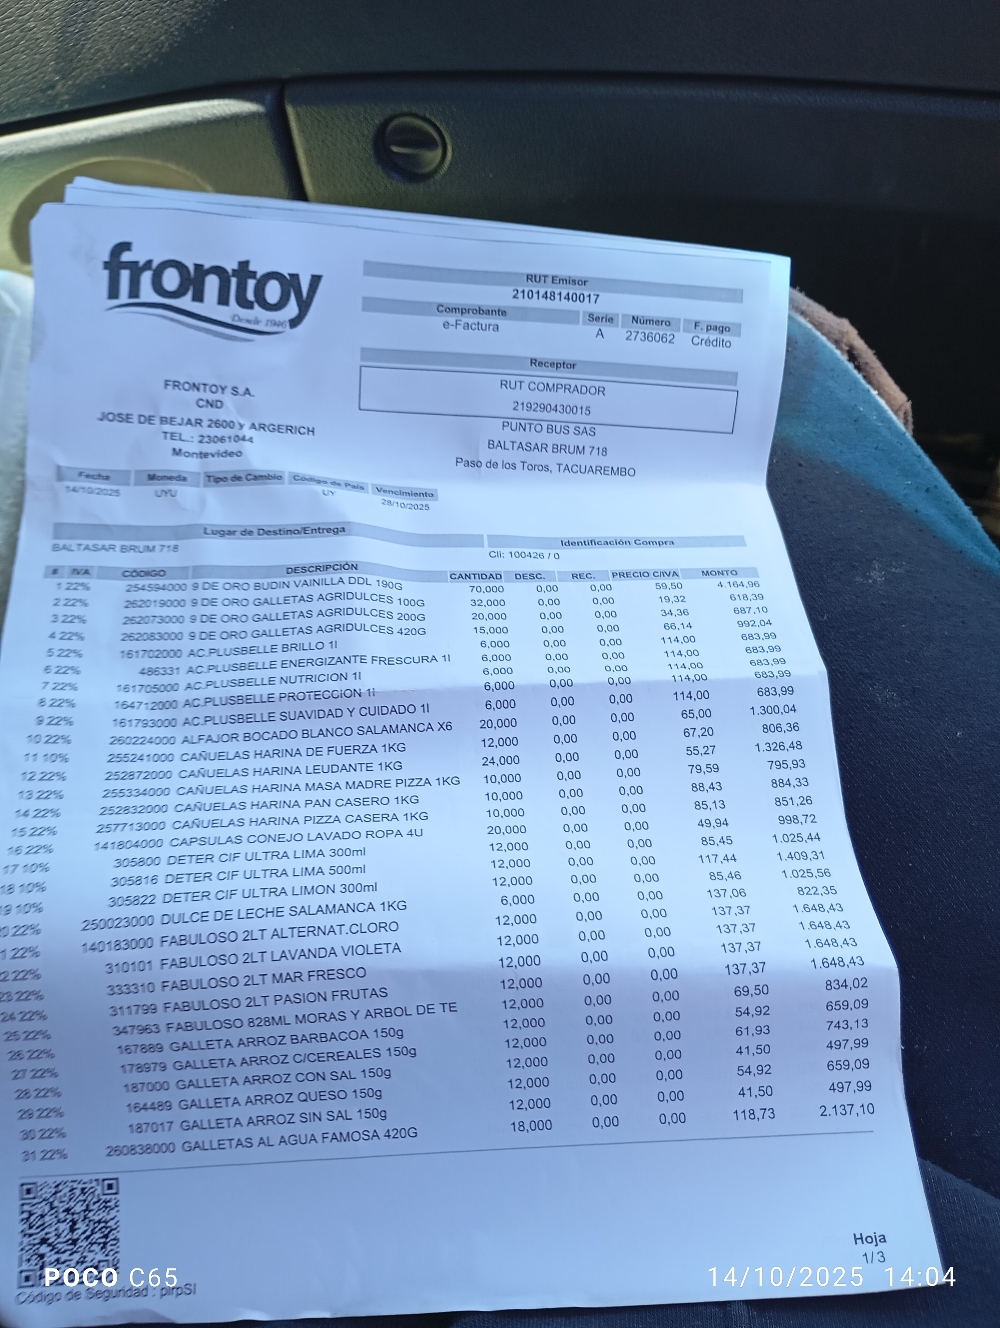 frontoy
Desde 1946
RUT Emisor
210148140017
Comprobante Serie Número F. pago
e-Factura A 2736062 Crédito
Receptor
RUT COMPRADOR
219290430015
PUNTO BUS SAS
BALTASAR BRUM 718
Paso de los Toros, TACUAREMBO
FRONTOY S.A.
CND
JOSE DE BEJAR 2600 y ARGERICH
TEL.: 23061044
Montevideo
Fecha Moneda Tipo de Cambio Código de País Vencimiento
14/10/2025 UYU UY 28/10/2025
Lugar de Destino/Entrega Identificación Compra
BALTASAR BRUM 718 Cli: 100426 / 0
# IVA CÓDIGO DESCRIPCIÓN CANTIDAD DESC. REC. PRECIO C/IVA MONTO
1 22% 254594000 9 DE ORO BUDIN VAINILLA DDL 190G 70,000 0,00 0,00 59,50 4.164,96
2 22% 262019000 9 DE ORO GALLETAS AGRIDULCES 100G 32,000 0,00 0,00 19,32 618,39
3 22% 262073000 9 DE ORO GALLETAS AGRIDULCES 200G 20,000 0,00 0,00 34,36 687,10
4 22% 262083000 9 DE ORO GALLETAS AGRIDULCES 420G 15,000 0,00 0,00 66,14 992,04
5 22% 161702000 AC.PLUSBELLE BRILLO 1l 6,000 0,00 0,00 114,00 683,99
6 22% 486331 AC.PLUSBELLE ENERGIZANTE FRESCURA 1l 6,000 0,00 0,00 114,00 683,99
7 22% 161705000 AC.PLUSBELLE NUTRICION 1l 6,000 0,00 0,00 114,00 683,99
8 22% 164712000 AC.PLUSBELLE PROTECCION 1l 6,000 0,00 0,00 114,00 683,99
9 22% 161793000 AC.PLUSBELLE SUAVIDAD Y CUIDADO 1l 6,000 0,00 0,00 114,00 683,99
10 22% 260224000 ALFAJOR BOCADO BLANCO SALAMANCA X6 20,000 0,00 0,00 65,00 1.300,04
11 10% 255241000 CAÑUELAS HARINA DE FUERZA 1KG 12,000 0,00 0,00 67,20 806,36
12 22% 252872000 CAÑUELAS HARINA LEUDANTE 1KG 24,000 0,00 0,00 55,27 1.326,48
13 22% 255334000 CAÑUELAS HARINA MASA MADRE PIZZA 1KG 10,000 0,00 0,00 79,59 795,93
14 22% 252832000 CAÑUELAS HARINA PAN CASERO 1KG 10,000 0,00 0,00 88,43 884,33
15 22% 257713000 CAÑUELAS HARINA PIZZA CASERA 1KG 10,000 0,00 0,00 85,13 851,26
16 22% 141804000 CAPSULAS CONEJO LAVADO ROPA 4U 20,000 0,00 0,00 49,94 998,72
17 10% 305800 DETER CIF ULTRA LIMA 300ml 12,000 0,00 0,00 85,45 1.025,44
18 10% 305816 DETER CIF ULTRA LIMA 500ml 12,000 0,00 0,00 117,44 1.409,31
9 10% 305822 DETER CIF ULTRA LIMON 300ml 12,000 0,00 0,00 85,46 1.025,56
0 22% 250023000 DULCE DE LECHE SALAMANCA 1KG 6,000 0,00 0,00 137,06 822,35
1 22% 140183000 FABULOSO 2LT ALTERNAT.CLORO 12,000 0,00 0,00 137,37 1.648,43
2 22% 310101 FABULOSO 2LT LAVANDA VIOLETA 12,000 0,00 0,00 137,37 1.648,43
23 22% 333310 FABULOSO 2LT MAR FRESCO 12,000 0,00 0,00 137,37 1.648,43
24 22% 311799 FABULOSO 2LT PASION FRUTAS 12,000 0,00 0,00 137,37 1.648,43
25 22% 347963 FABULOSO 828ML MORAS Y ARBOL DE TE 12,000 0,00 0,00 69,50 834,02
26 22% 167889 GALLETA ARROZ BARBACOA 150g 12,000 0,00 0,00 54,92 659,09
27 22% 178979 GALLETA ARROZ C/CEREALES 150g 12,000 0,00 0,00 61,93 743,13
28 22% 187000 GALLETA ARROZ CON SAL 150g 12,000 0,00 0,00 41,50 497,99
29 22% 164489 GALLETA ARROZ QUESO 150g 12,000 0,00 0,00 54,92 659,09
30 22% 187017 GALLETA ARROZ SIN SAL 150g 12,000 0,00 0,00 41,50 497,99
31 22% 260838000 GALLETAS AL AGUA FAMOSA 420G 18,000 0,00 0,00 118,73 2.137,10
Hoja
1/3
Código de Seguridad : pirpSI
POCO C65
14/10/2025 14:04